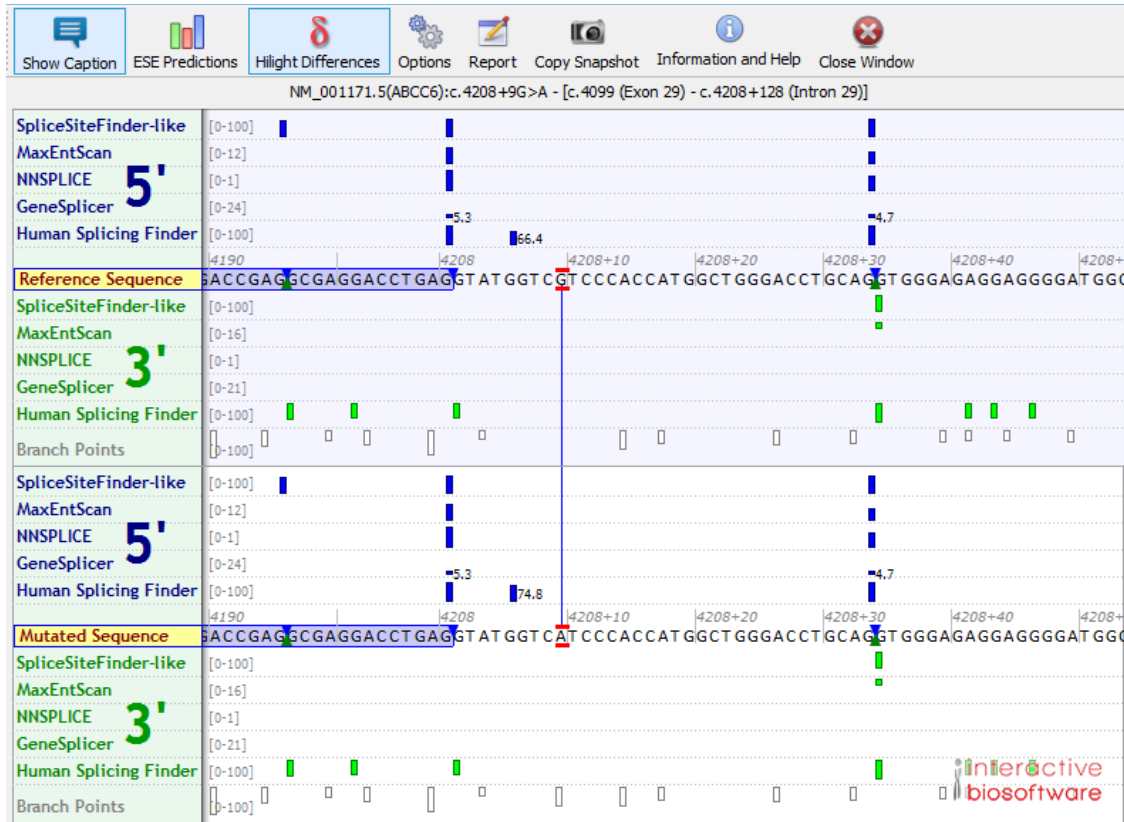 Show Caption ESE Predictions Hilight Differences Options Report Copy Snapshot Information and Help Close Window
NM_001171.5(ABCC6):c.4208+9G>A - [c.4099 (Exon 29) - c.4208+128 (Intron 29)]
SpliceSiteFinder-like [0-100]
MaxEntScan [0-12]
NNSPLICE [0-1]
5'
GeneSplicer [0-24] 5.3 4.7
Human Splicing Finder [0-100] 66.4
4190 4208 4208+10 4208+20 4208+30 4208+40 4208+
Reference Sequence GACCGAGGCGAGGACCTGAGGTATGGTCGTCCCACCATGGCTGGGACCTGCAGGTGGGAGAGGAGGGGATGGC
SpliceSiteFinder-like [0-100]
MaxEntScan [0-16]
NNSPLICE [0-1]
3'
GeneSplicer [0-21]
Human Splicing Finder [0-100]
Branch Points [0-100]
SpliceSiteFinder-like [0-100]
MaxEntScan [0-12]
NNSPLICE [0-1]
5'
GeneSplicer [0-24] 5.3 4.7
Human Splicing Finder [0-100] 74.8
4190 4208 4208+10 4208+20 4208+30 4208+40 4208+
Mutated Sequence GACCGAGGCGAGGACCTGAGGTATGGTCATCCCACCATGGCTGGGACCTGCAGGTGGGAGAGGAGGGGATGGC
SpliceSiteFinder-like [0-100]
MaxEntScan [0-16]
NNSPLICE [0-1]
3'
GeneSplicer [0-21]
Human Splicing Finder [0-100]
Branch Points [0-100]
interactive
biosoftware